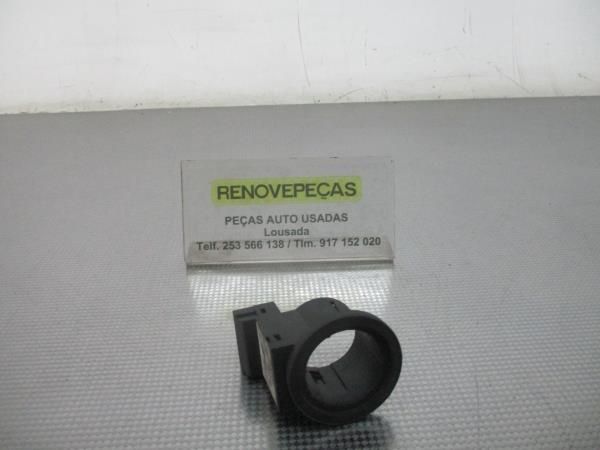 RENOVEPEÇAS
PEÇAS AUTO USADAS
Lousada
Telf. 253 566 138 / Tlm. 917 152 020